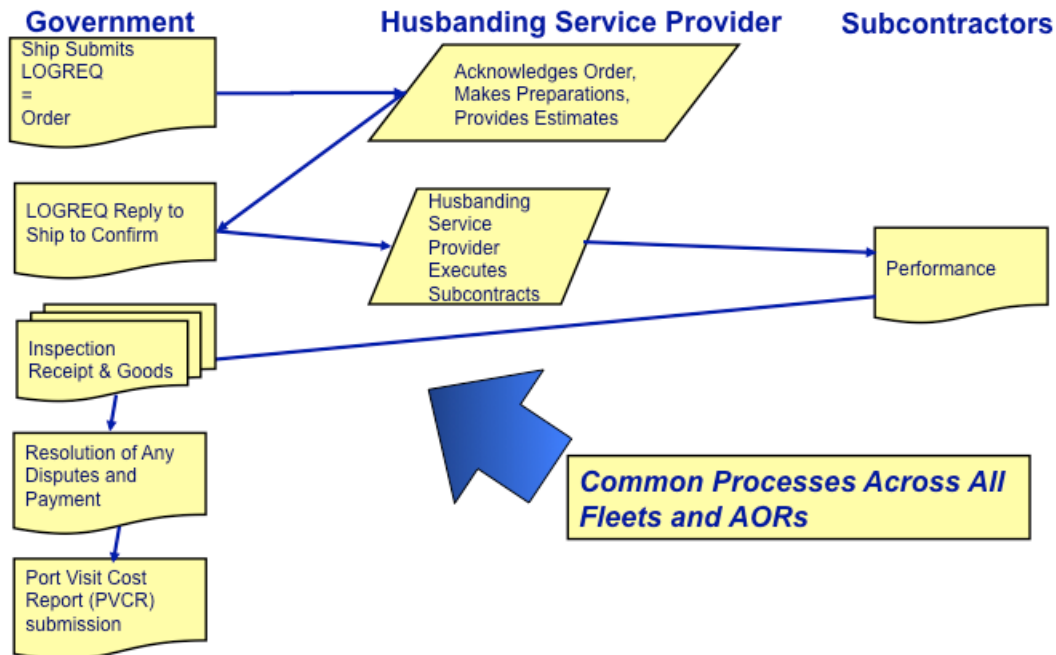 Government
Husbanding Service Provider
Subcontractors
Ship Submits
LOGREQ
=
Order
Acknowledges Order,
Makes Preparations,
Provides Estimates
LOGREQ Reply to
Ship to Confirm
Husbanding
Service
Provider
Executes
Subcontracts
Performance
Inspection
Receipt & Goods
Resolution of Any
Disputes and
Payment
Common Processes Across All
Fleets and AORs
Port Visit Cost
Report (PVCR)
submission